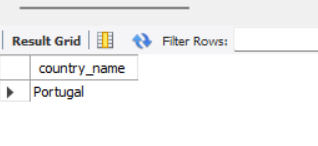 Result Grid Filter Rows:
country_name
Portugal